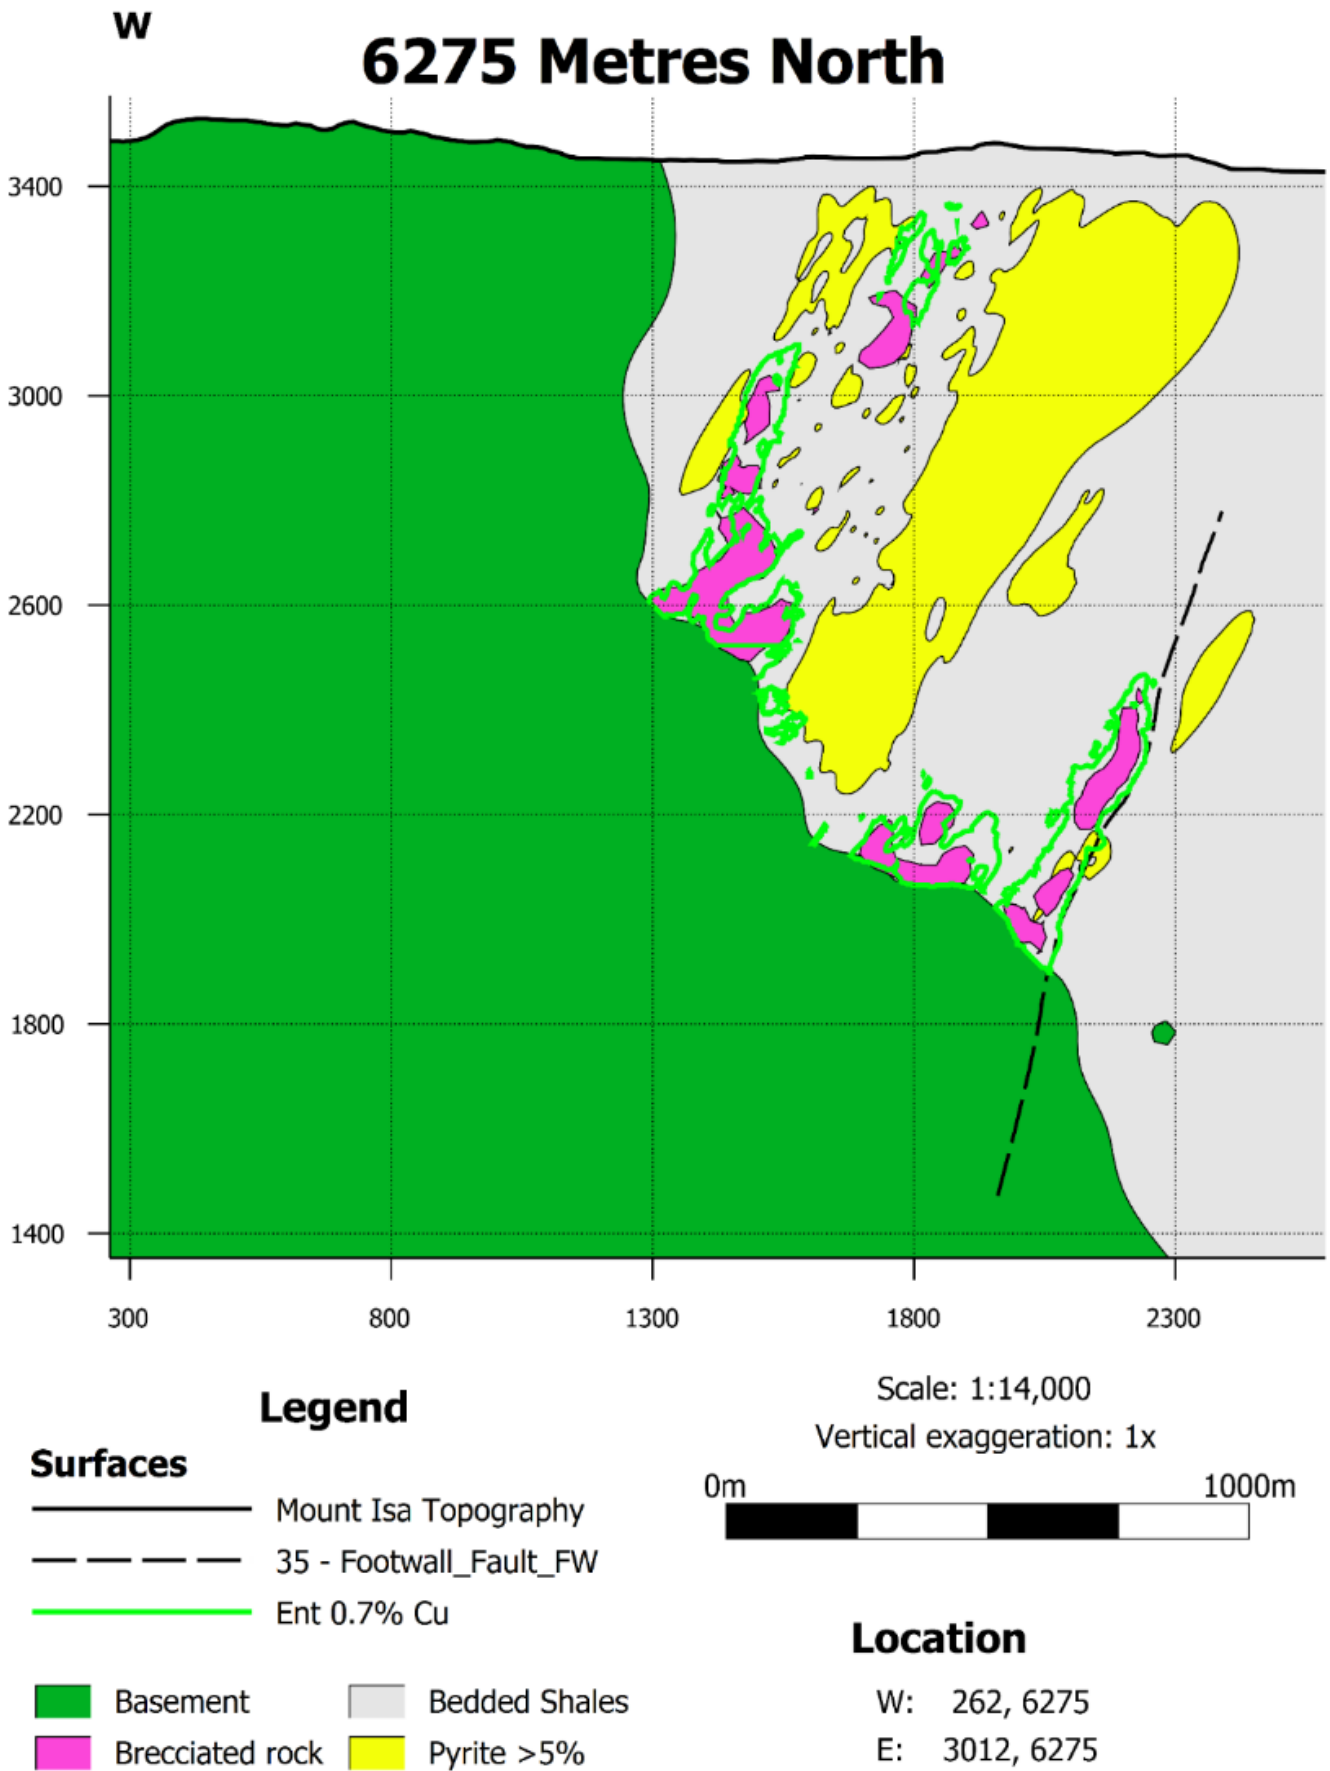 W
6275 Metres North
3400
3000
2600
2200
1800
1400
300 800 1300 1800 2300
Legend
Surfaces
Mount Isa Topography
35 - Footwall_Fault_FW
Ent 0.7% Cu
Basement
Bedded Shales
Brecciated rock
Pyrite >5%
Scale: 1:14,000
Vertical exaggeration: 1x
0m 1000m
Location
W: 262, 6275
E: 3012, 6275